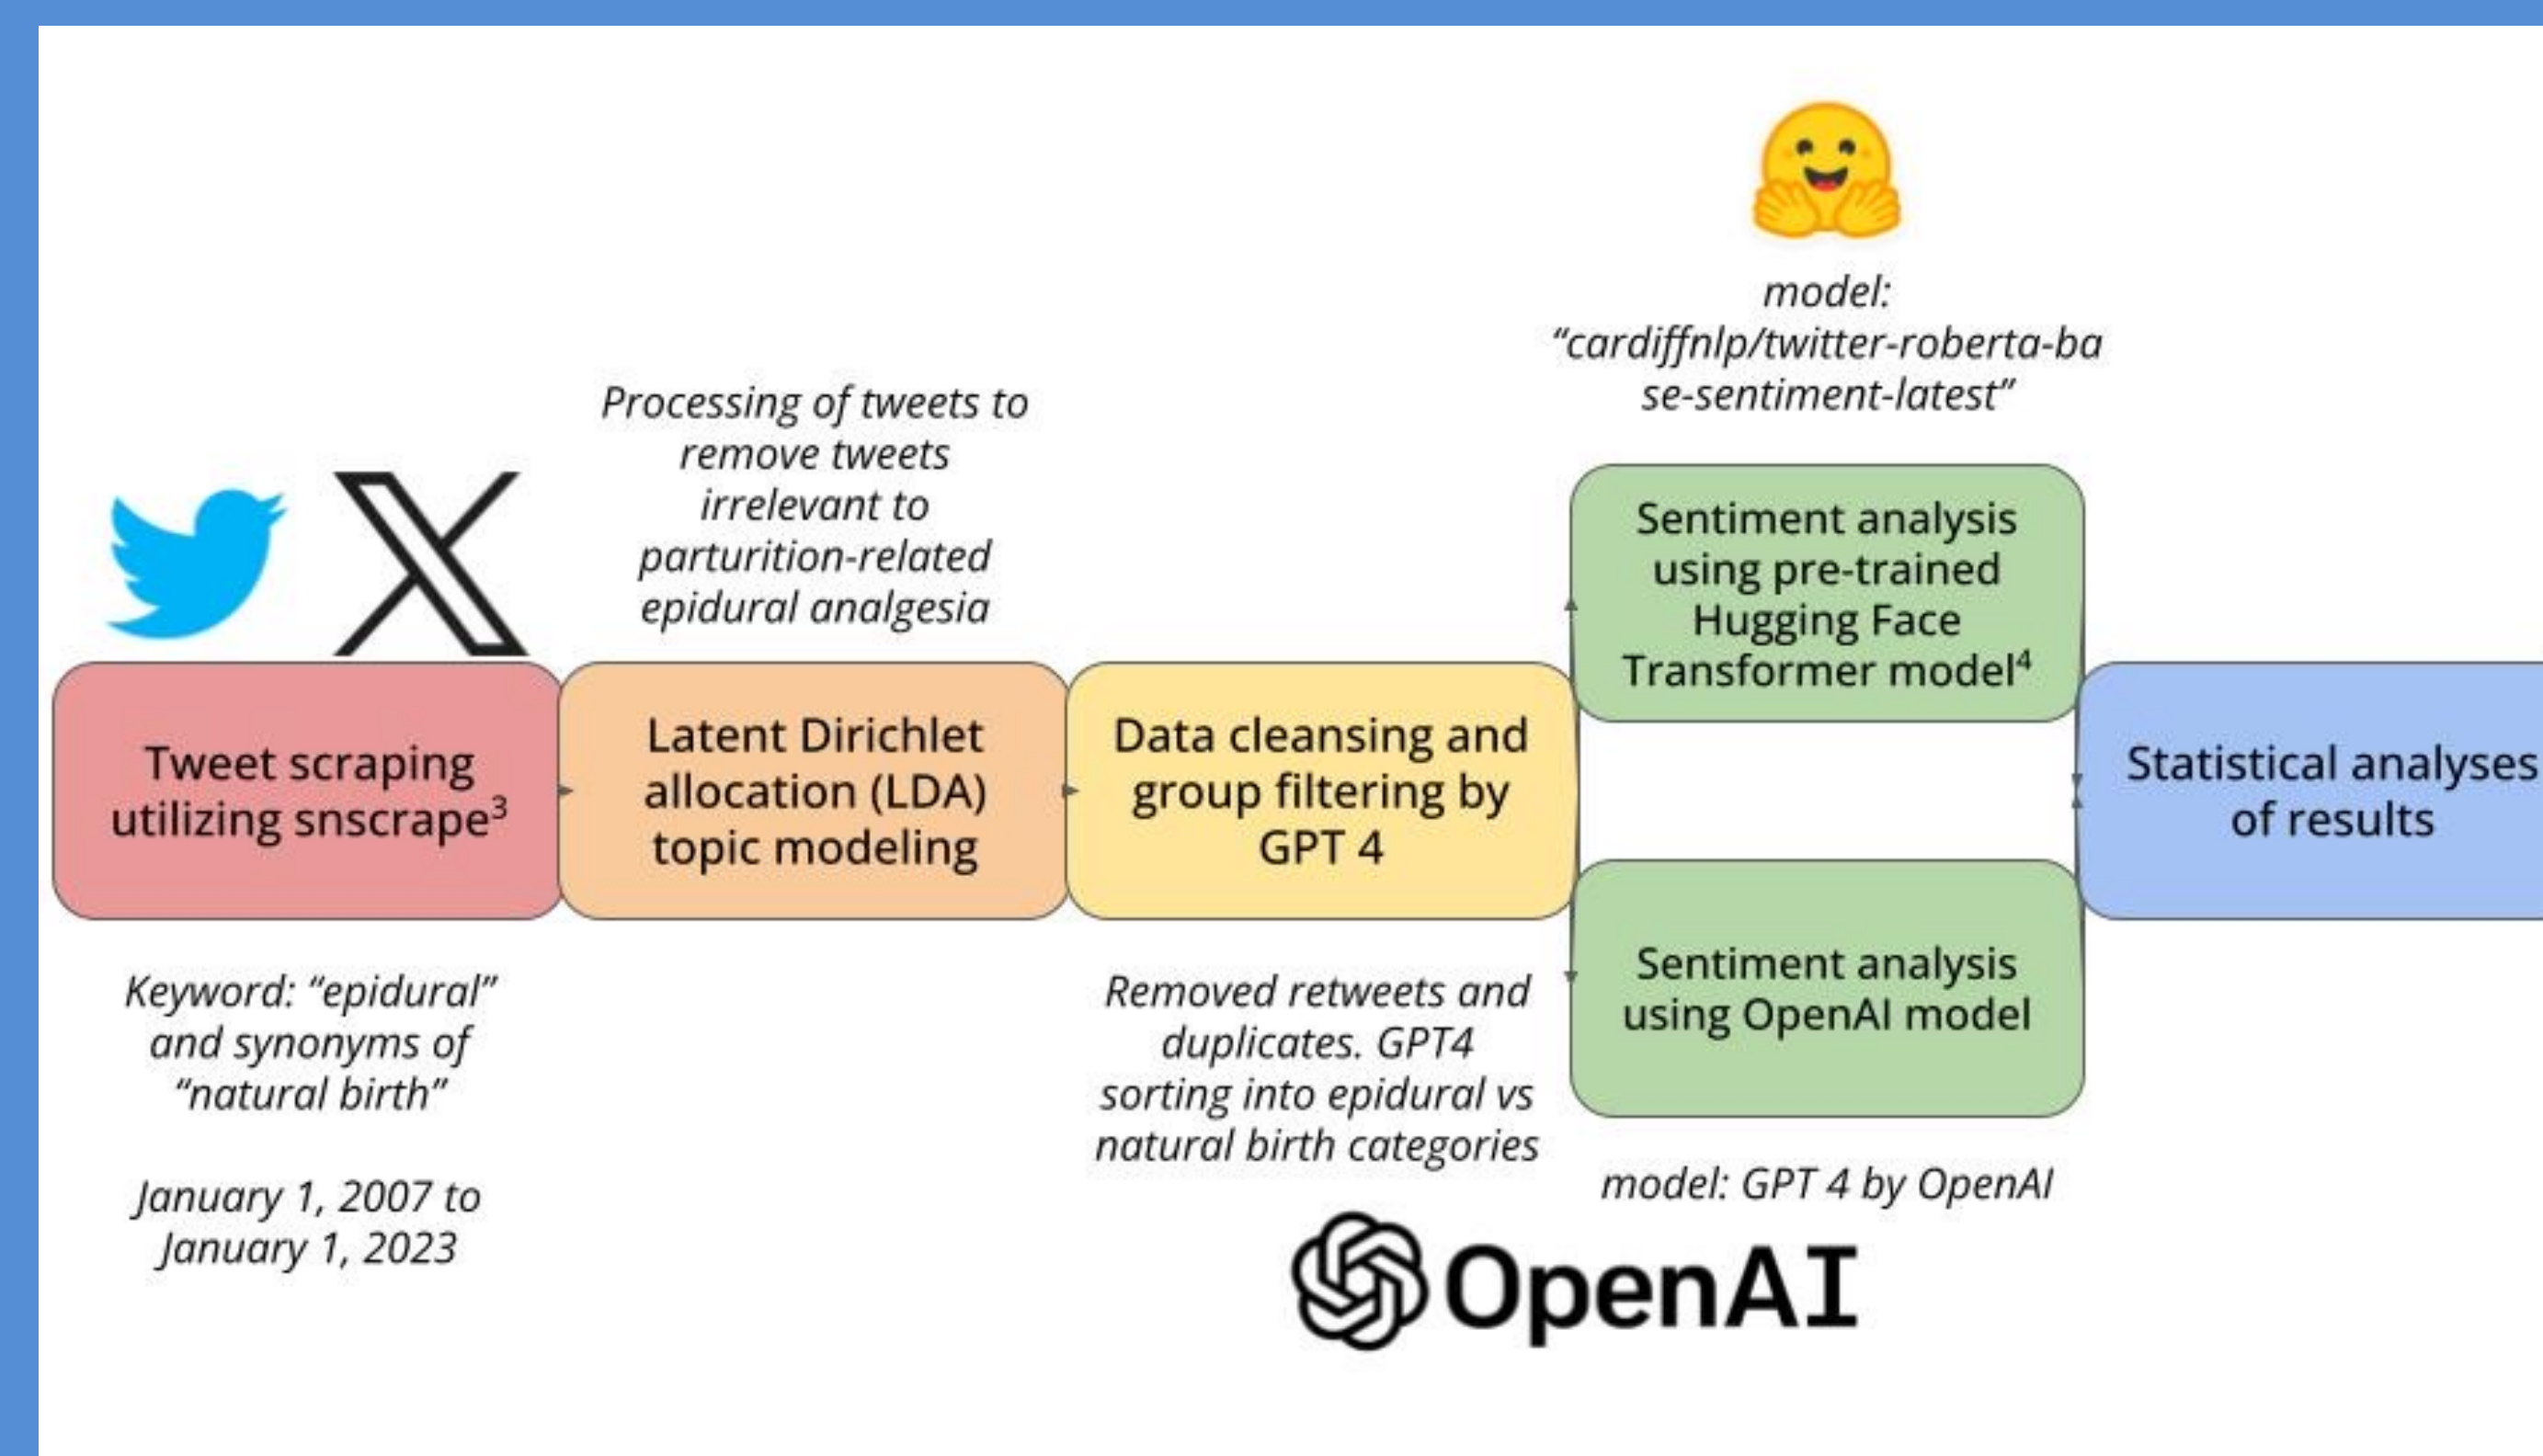 Tweet scraping
utilizing snscrape³
Keyword: “epidural”
and synonyms of
“natural birth”
January 1, 2007 to
January 1, 2023
Processing of tweets to
remove tweets
irrelevant to
parturition-related
epidural analgesia
Latent Dirichlet
allocation (LDA)
topic modeling
Data cleansing and
group filtering by
GPT 4
Removed retweets and
duplicates. GPT4
sorting into epidural vs
natural birth categories
model:
“cardiffnlp/twitter-roberta-ba
se-sentiment-latest”
Sentiment analysis
using pre-trained
Hugging Face
Transformer model⁴
Sentiment analysis
using OpenAI model
model: GPT 4 by OpenAI
OpenAI
Statistical analyses
of results